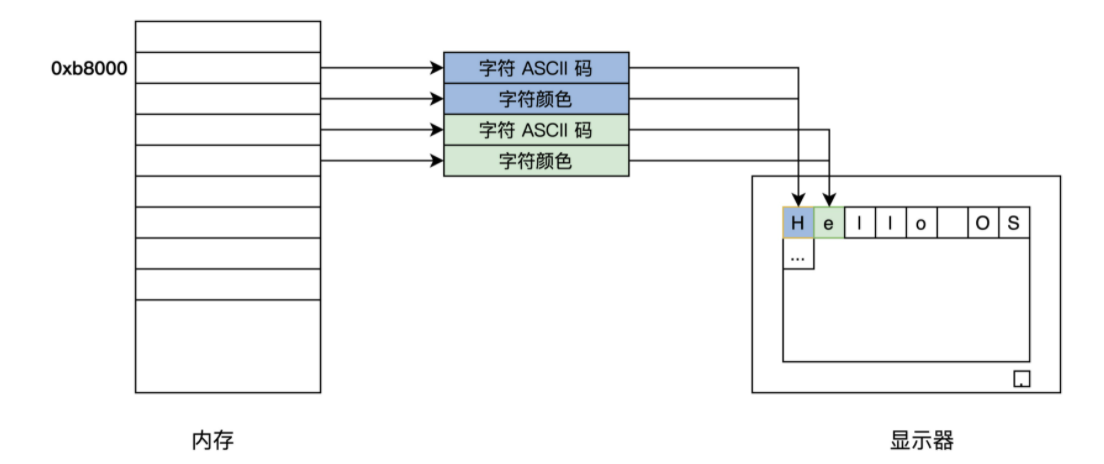 0xb8000
字符 ASCII 码
字符颜色
字符 ASCII 码
字符颜色
H e l l o O S
...
.
内存
显示器